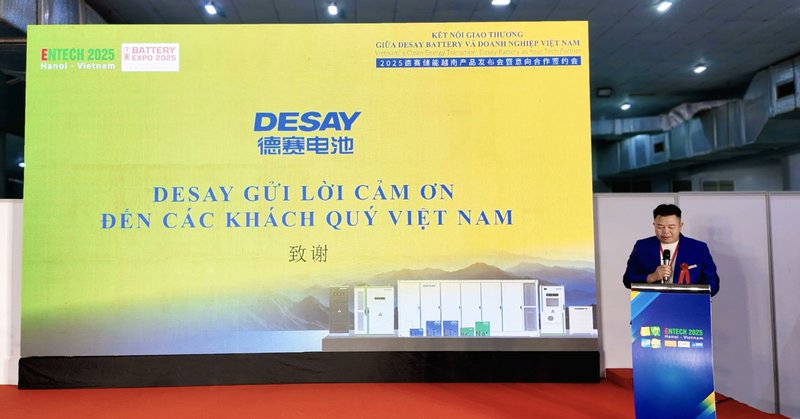 ENTECH 2025
Hanoi - Vietnam
BATTERY
EXPO 2025
KẾT NỐI GIAO THƯƠNG
GIỮA DESAY BATTERY VÀ DOANH NGHIỆP VIỆT NAM
Vietnam's Clean Energy Transition: Desay Battery as Your Tech Partner
2025德赛储能越南产品发布会暨意向合作签约会
DESAY
德赛电池
DESAY GỬI LỜI CẢM ƠN
ĐẾN CÁC KHÁCH QUÝ VIỆT NAM
致谢
DESAY
ENTECH 2025
Hanoi - Vietnam